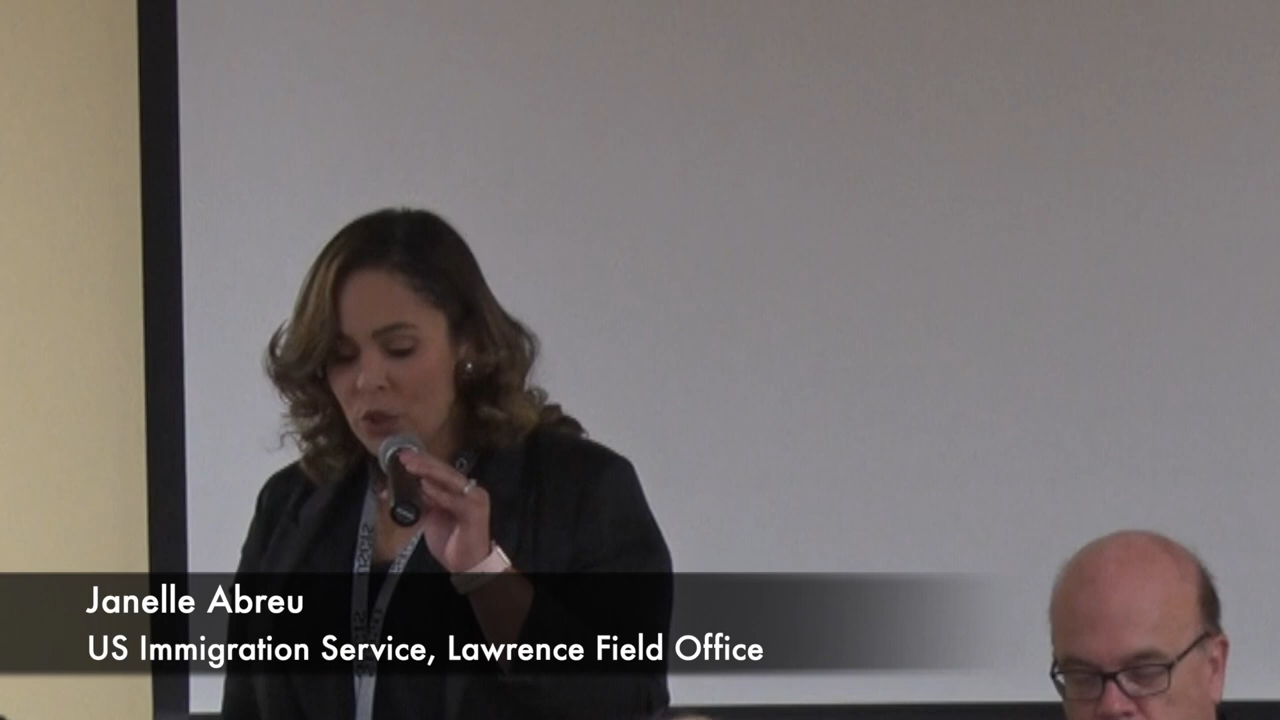 Janelle Abreu
US Immigration Service, Lawrence Field Office